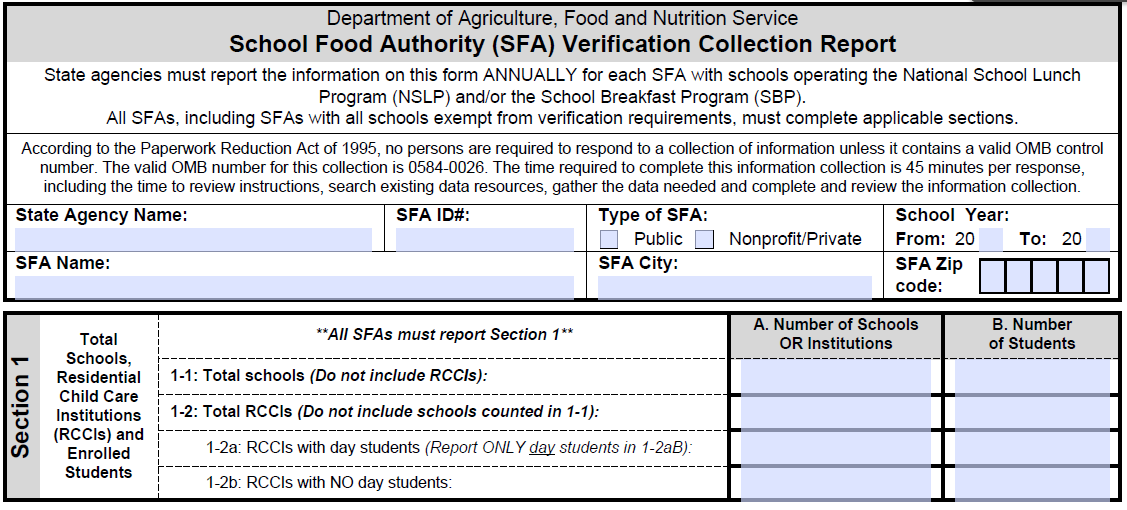 Department of Agriculture, Food and Nutrition Service
School Food Authority (SFA) Verification Collection Report
State agencies must report the information on this form ANNUALLY for each SFA with schools operating the National School Lunch
Program (NSLP) and/or the School Breakfast Program (SBP).
All SFAs, including SFAs with all schools exempt from verification requirements, must complete applicable sections.
According to the Paperwork Reduction Act of 1995, no persons are required to respond to a collection of information unless it contains a valid OMB control
number. The valid OMB number for this collection is 0584-0026. The time required to complete this information collection is 45 minutes per response,
including the time to review instructions, search existing data resources, gather the data needed and complete and review the information collection.
State Agency Name: SFA ID#: Type of SFA: School Year:
Public Nonprofit/Private From: 20 To: 20
SFA Name: SFA City: SFA Zip
code:
Section 1
Total
Schools,
Residential
Child Care
Institutions
(RCCIs) and
Enrolled
Students
**All SFAs must report Section 1**
A. Number of Schools
OR Institutions
B. Number
of Students
1-1: Total schools (Do not include RCCIs):
1-2: Total RCCIs (Do not include schools counted in 1-1):
1-2a: RCCIs with day students (Report ONLY day students in 1-2aB):
1-2b: RCCIs with NO day students: